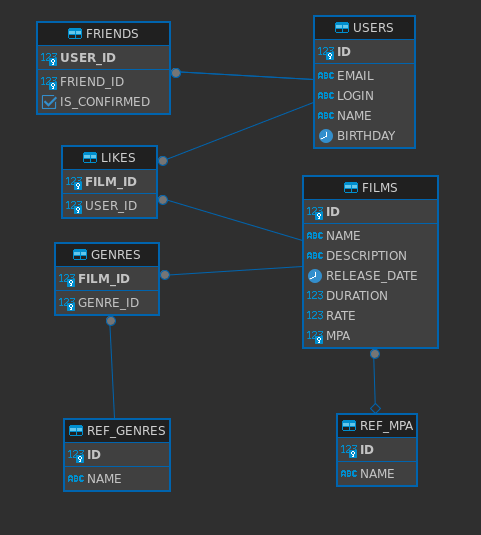 FRIENDS
123 USER_ID
123 FRIEND_ID
IS_CONFIRMED
USERS
123 ID
ABC EMAIL
ABC LOGIN
ABC NAME
BIRTHDAY
LIKES
123 FILM_ID
123 USER_ID
FILMS
123 ID
ABC NAME
ABC DESCRIPTION
RELEASE_DATE
123 DURATION
123 RATE
123 MPA
GENRES
123 FILM_ID
123 GENRE_ID
REF_GENRES
123 ID
ABC NAME
REF_MPA
123 ID
ABC NAME